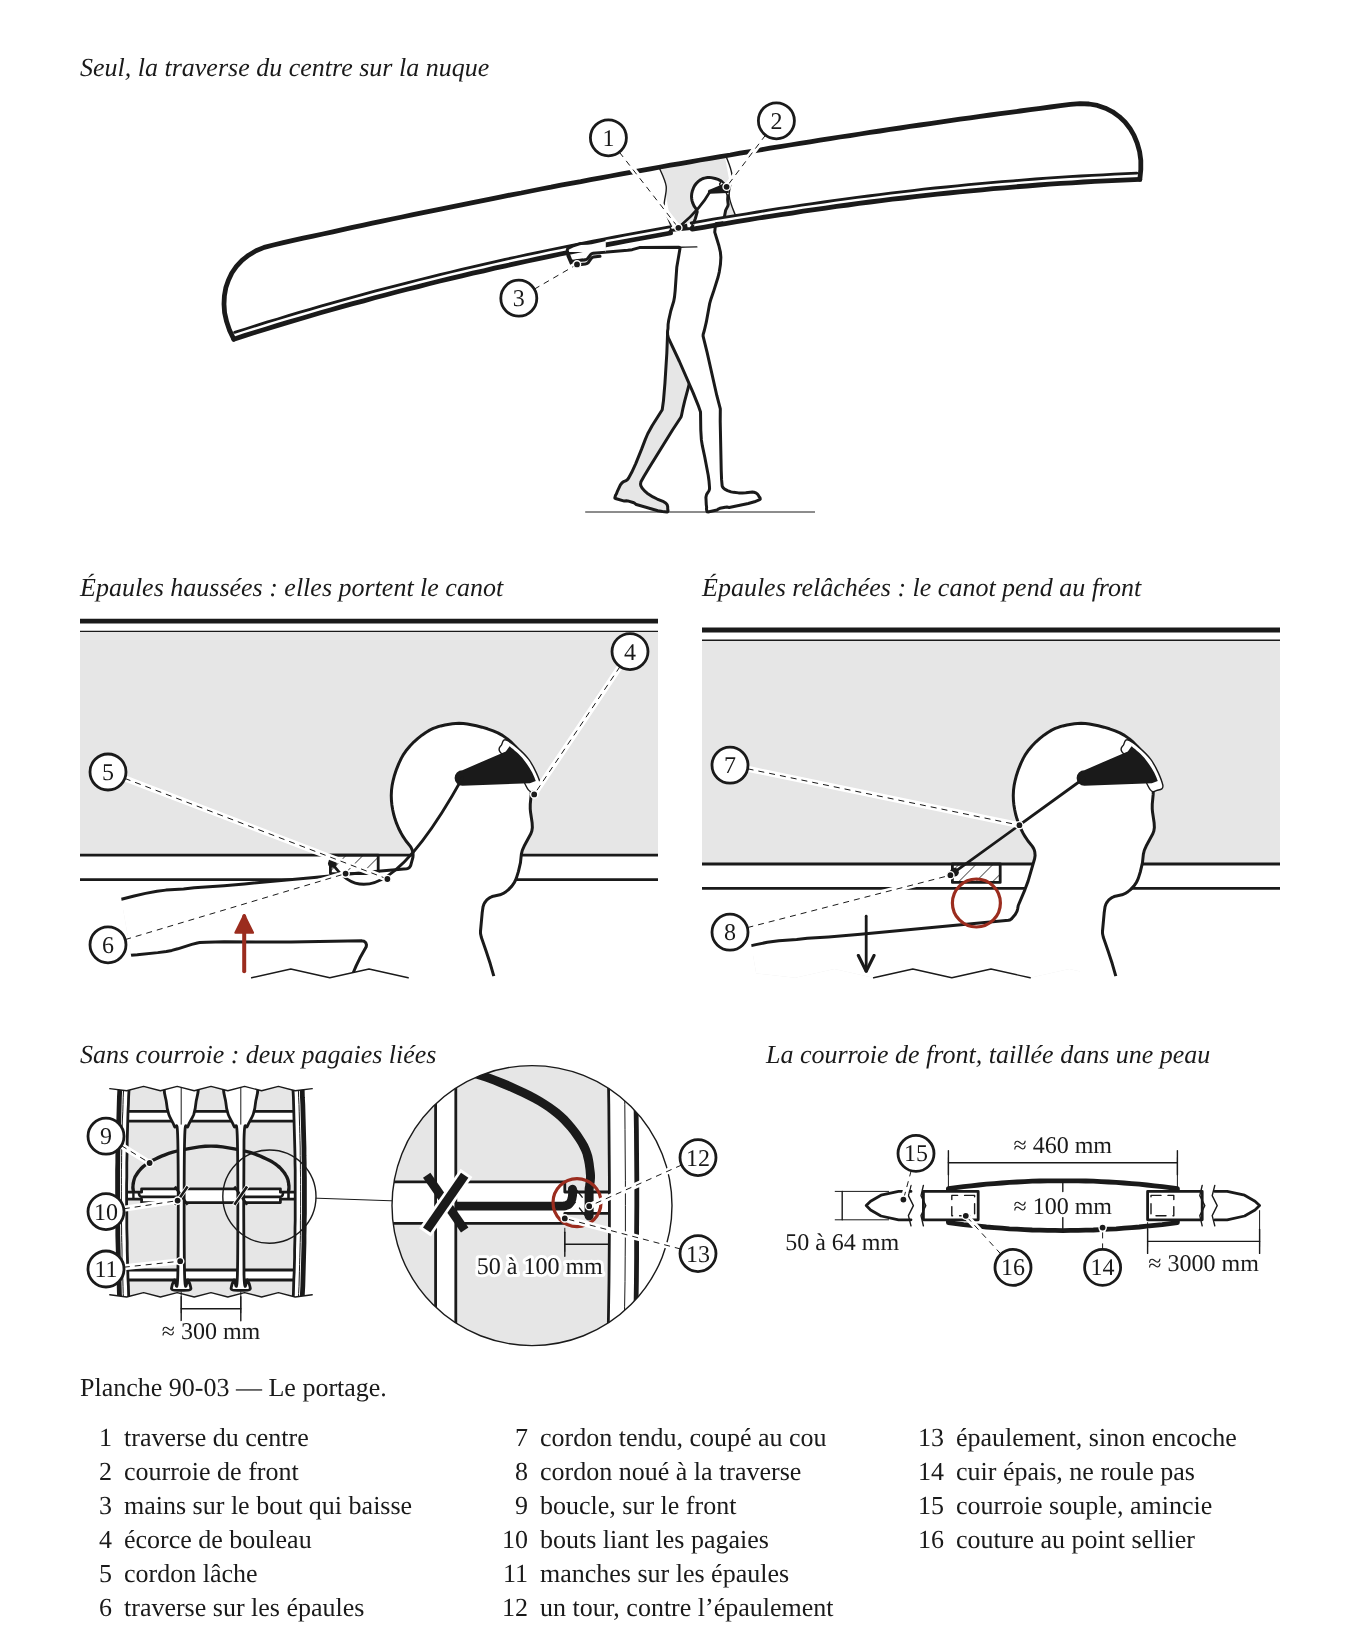 Seul, la traverse du centre sur la nuque
1
2
3
Épaules haussées : elles portent le canot
Épaules relâchées : le canot pend au front
4
5
6
7
8
Sans courroie : deux pagaies liées
La courroie de front, taillée dans une peau
9
10
11
≈ 300 mm
12
13
50 à 100 mm
15
≈ 460 mm
≈ 100 mm
50 à 64 mm
16
14
≈ 3000 mm
Planche 90-03 — Le portage.
1 traverse du centre
2 courroie de front
3 mains sur le bout qui baisse
4 écorce de bouleau
5 cordon lâche
6 traverse sur les épaules
7 cordon tendu, coupé au cou
8 cordon noué à la traverse
9 boucle, sur le front
10 bouts liant les pagaies
11 manches sur les épaules
12 un tour, contre l’épaulement
13 épaulement, sinon encoche
14 cuir épais, ne roule pas
15 courroie souple, amincie
16 couture au point sellier